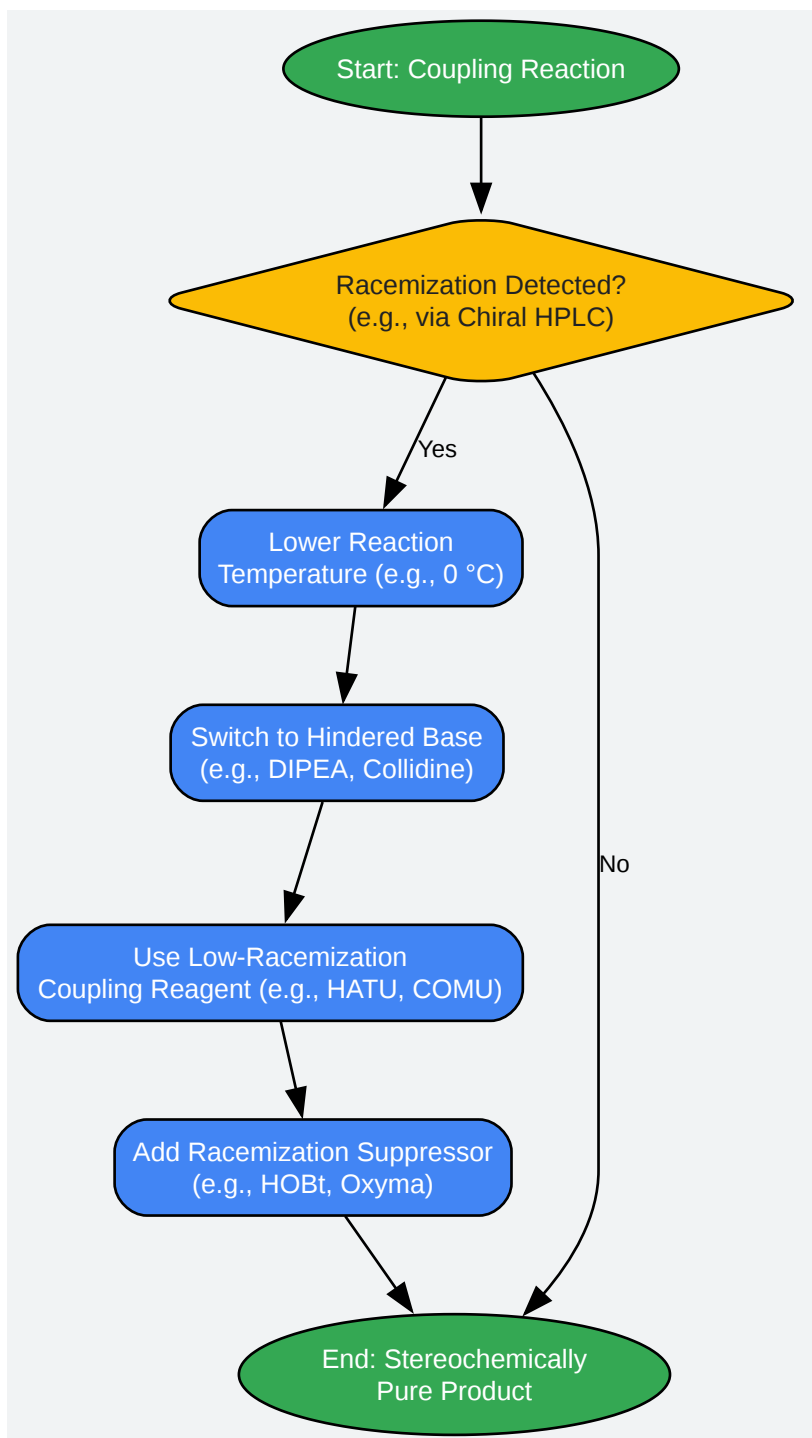 Start: Coupling Reaction
Racemization Detected?
(e.g., via Chiral HPLC)
Yes
Lower Reaction
Temperature (e.g., 0 °C)
Switch to Hindered Base
(e.g., DIPEA, Collidine)
No
Use Low-Racemization
Coupling Reagent (e.g., HATU, COMU)
Add Racemization Suppressor
(e.g., HOBt, Oxyma)
End: Stereochemically
Pure Product